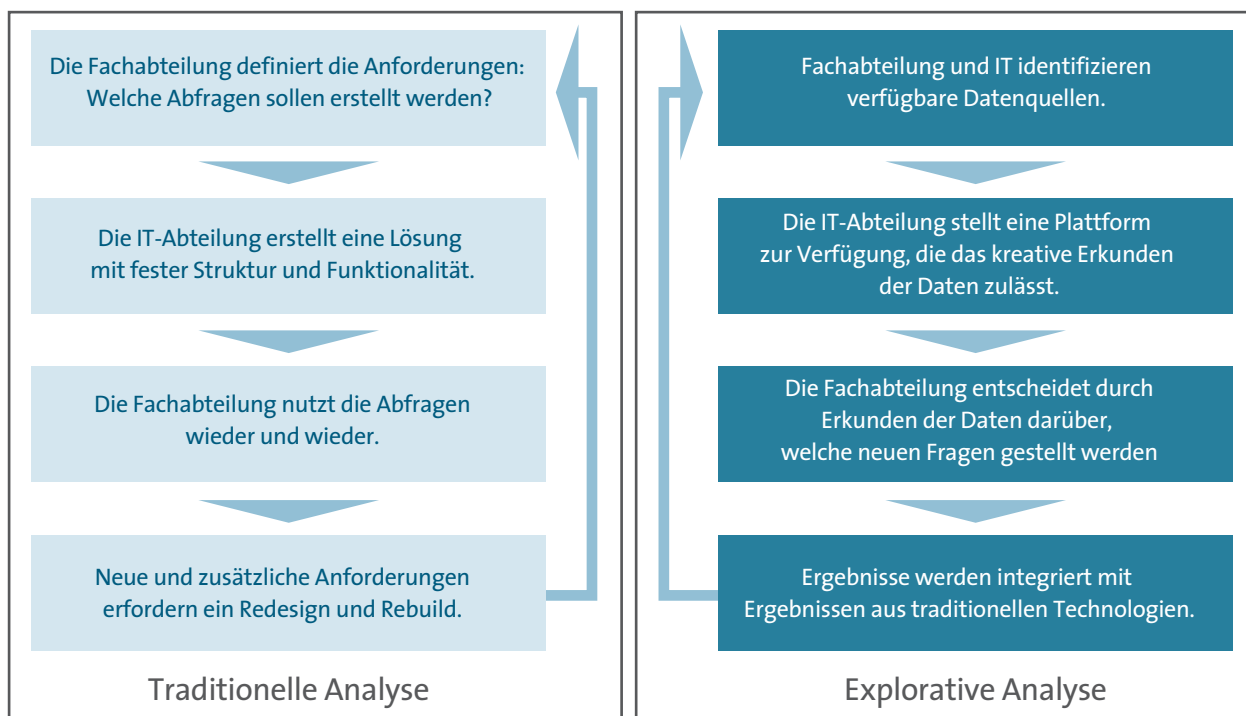 Die Fachabteilung definiert die Anforderungen:
Welche Abfragen sollen erstellt werden?
Die IT-Abteilung erstellt eine Lösung
mit fester Struktur und Funktionalität.
Die Fachabteilung nutzt die Abfragen
wieder und wieder.
Neue und zusätzliche Anforderungen
erfordern ein Redesign und Rebuild.
Traditionelle Analyse
Fachabteilung und IT identifizieren
verfügbare Datenquellen.
Die IT-Abteilung stellt eine Plattform
zur Verfügung, die das kreative Erkunden
der Daten zulässt.
Die Fachabteilung entscheidet durch
Erkunden der Daten darüber,
welche neuen Fragen gestellt werden
Ergebnisse werden integriert mit
Ergebnissen aus traditionellen Technologien.
Explorative Analyse